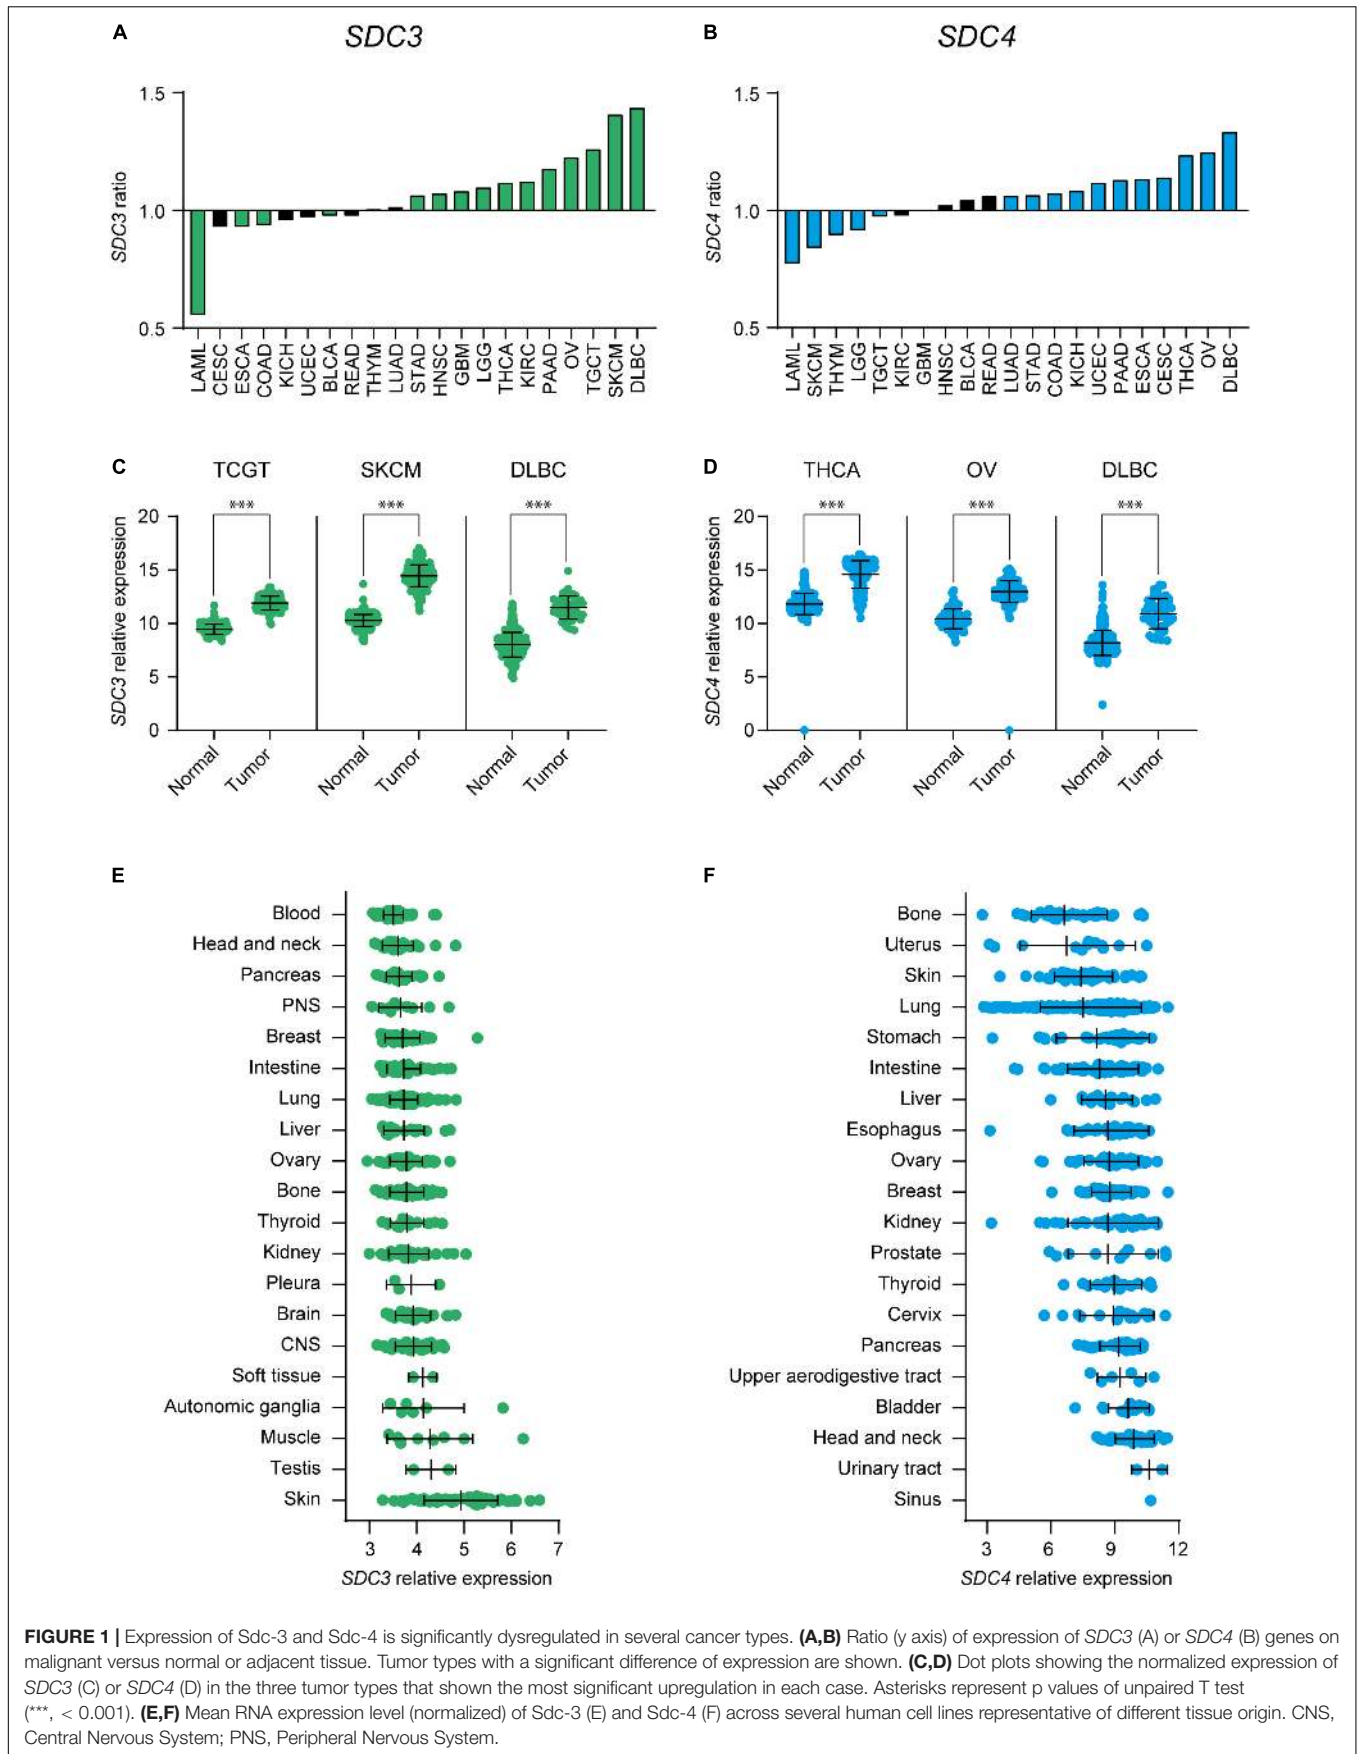 A
SDC3
B
SDC4
1.5
1.0
0.5
SDC3 ratio
LAML
CESC
ESCA
COAD
KICH
UCEC
BLCA
READ
THYM
LUAD
STAD
HNSC
GBM
LGG
THCA
KIRC
PAAD
OV
TGCT
SKCM
DLBC
1.5
1.0
0.5
SDC4 ratio
LAML
SKCM
THYM
LGG
TGCT
KIRC
GBM
HNSC
BLCA
READ
LUAD
STAD
COAD
KICH
UCEC
PAAD
ESCA
CESC
THCA
OV
DLBC
C
TCGT
SKCM
DLBC
***
***
***
20
15
10
5
0
SDC3 relative expression
Normal
Tumor
Normal
Tumor
Normal
Tumor
D
THCA
OV
DLBC
***
***
***
20
15
10
5
0
SDC4 relative expression
Normal
Tumor
Normal
Tumor
Normal
Tumor
E
Blood
Head and neck
Pancreas
PNS
Breast
Intestine
Lung
Liver
Ovary
Bone
Thyroid
Kidney
Pleura
Brain
CNS
Soft tissue
Autonomic ganglia
Muscle
Testis
Skin
3 4 5 6 7
SDC3 relative expression
F
Bone
Uterus
Skin
Lung
Stomach
Intestine
Liver
Esophagus
Ovary
Breast
Kidney
Prostate
Thyroid
Cervix
Pancreas
Upper aerodigestive tract
Bladder
Head and neck
Urinary tract
Sinus
3 6 9 12
SDC4 relative expression
FIGURE 1 | Expression of Sdc-3 and Sdc-4 is significantly dysregulated in several cancer types. (A,B) Ratio (y axis) of expression of SDC3 (A) or SDC4 (B) genes on
malignant versus normal or adjacent tissue. Tumor types with a significant difference of expression are shown. (C,D) Dot plots showing the normalized expression of
SDC3 (C) or SDC4 (D) in the three tumor types that shown the most significant upregulation in each case. Asterisks represent p values of unpaired T test
(***, < 0.001). (E,F) Mean RNA expression level (normalized) of Sdc-3 (E) and Sdc-4 (F) across several human cell lines representative of different tissue origin. CNS,
Central Nervous System; PNS, Peripheral Nervous System.